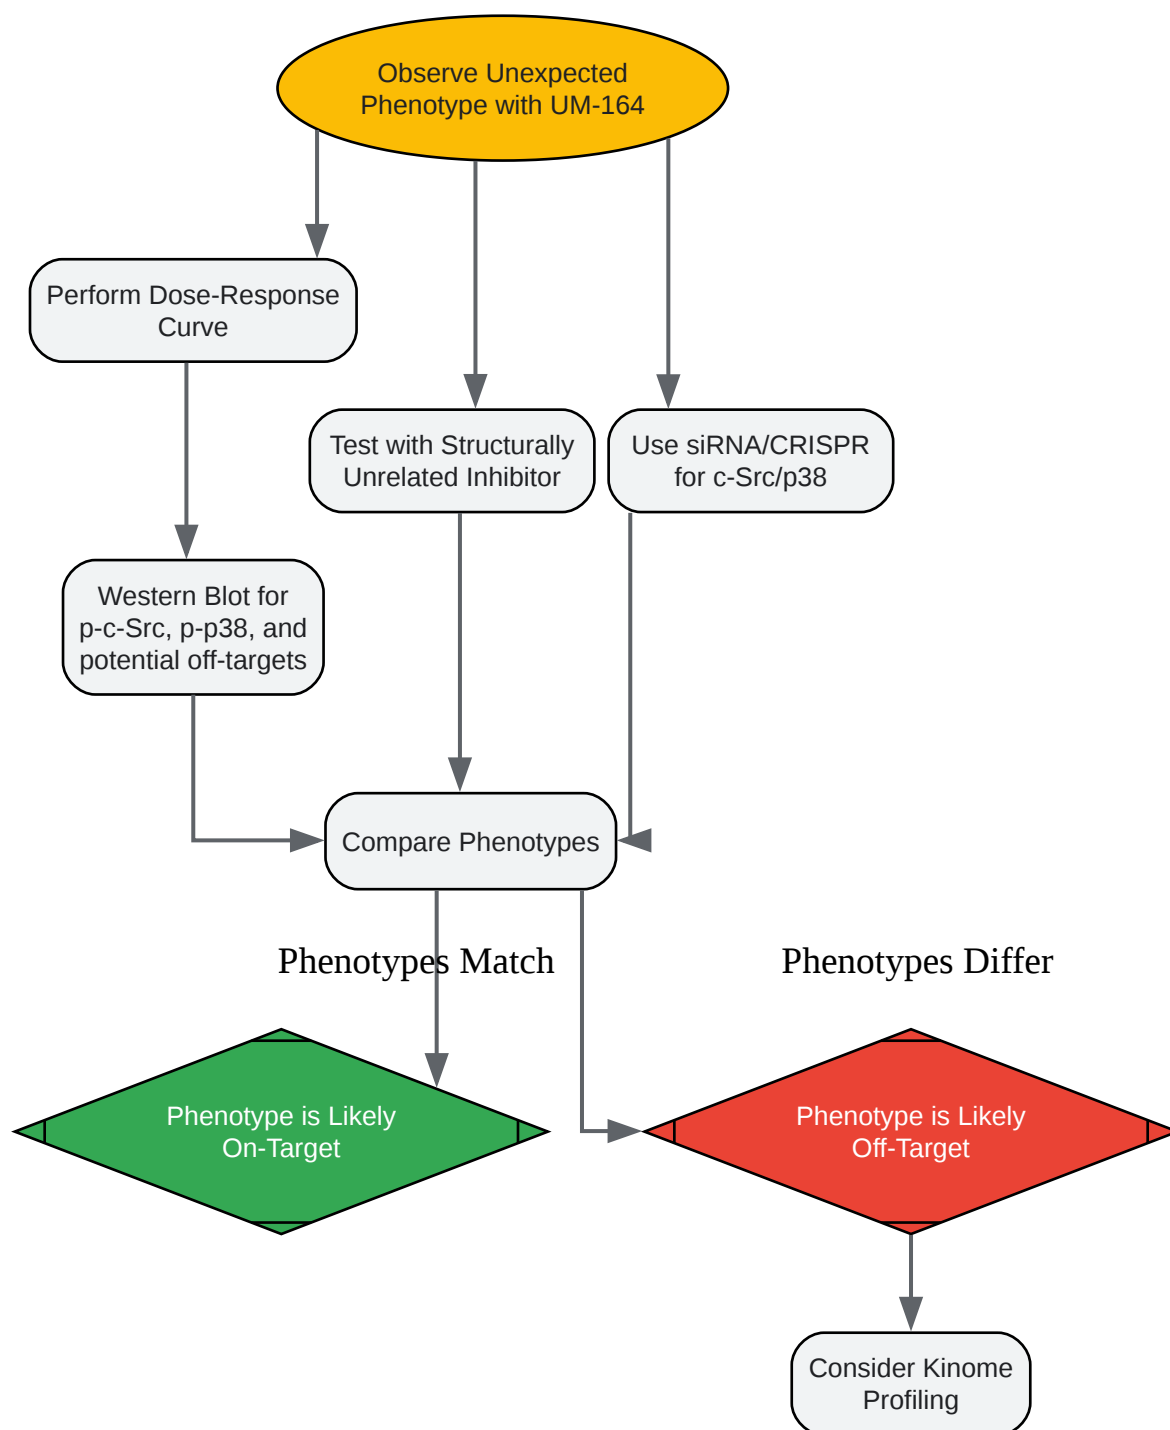 Observe Unexpected
Phenotype with UM-164
Perform Dose-Response
Curve
Test with Structurally
Unrelated Inhibitor
Use siRNA/CRISPR
for c-Src/p38
Western Blot for
p-c-Src, p-p38, and
potential off-targets
Compare Phenotypes
Phenotypes Match
Phenotypes Differ
Phenotype is Likely
On-Target
Phenotype is Likely
Off-Target
Consider Kinome
Profiling